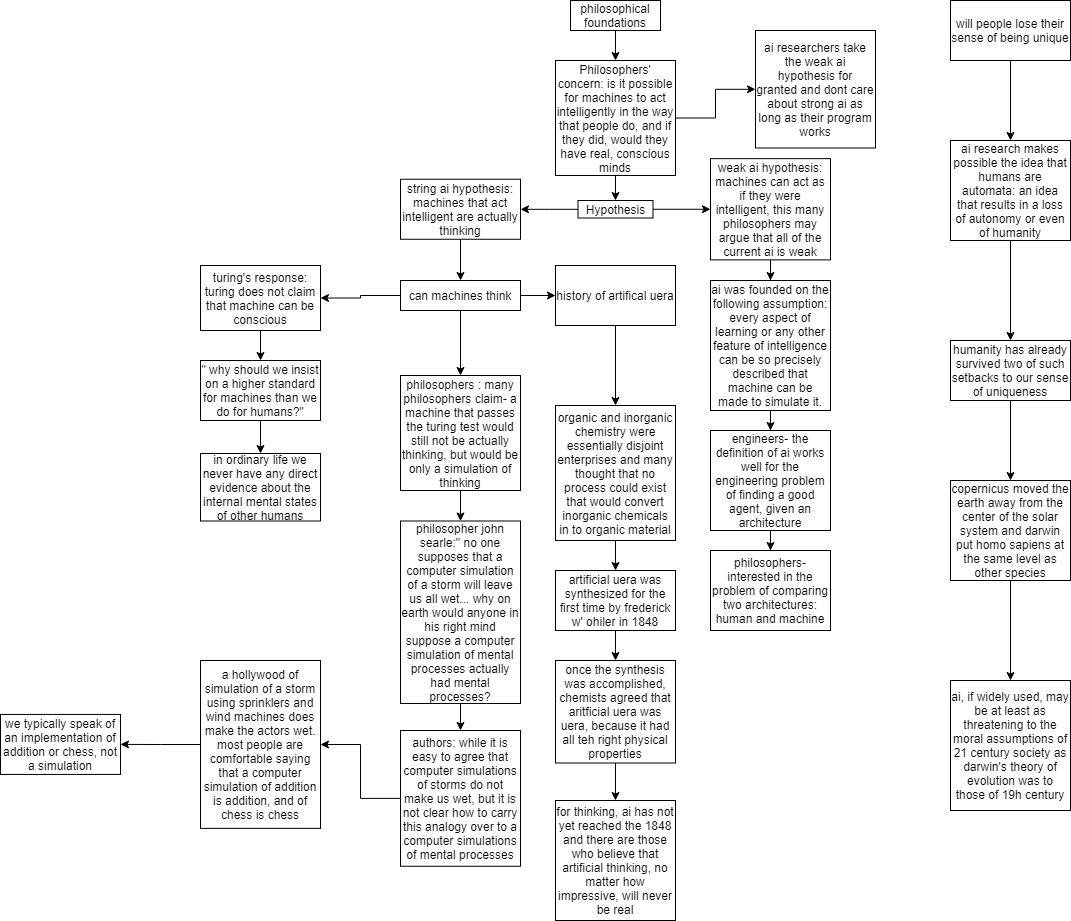 philosophical
foundations
Philosophers'
concern: is it possible
for machines to act
intelligently in the way
that people do, and if
they did, would they
have real, conscious
minds
ai researchers take
the weak ai
hypothesis for
granted and dont care
about strong ai as
long as their program
works
Hypothesis
string ai hypothesis:
machines that act
intelligent are actually
thinking
weak ai hypothesis:
machines can act as
if they were
intelligent, this many
philosophers may
argue that all of the
current ai is weak
can machines think
turing's response:
turing does not claim
that machine can be
conscious
" why should we insist
on a higher standard
for machines than we
do for humans?"
in ordinary life we
never have any direct
evidence about the
internal mental states
of other humans
philosophers : many
philosophers claim- a
machine that passes
the turing test would
still not be actually
thinking, but would be
only a simulation of
thinking
philosopher john
searle:" no one
supposes that a
computer simulation
of a storm will leave
us all wet... why on
earth would anyone in
his right mind
suppose a computer
simulation of mental
processes actually
had mental
processes?
authors: while it is
easy to agree that
computer simulations
of storms do not
make us wet, but it is
not clear how to carry
this analogy over to a
computer simulations
of mental processes
a hollywood of
simulation of a storm
using sprinklers and
wind machines does
make the actors wet.
most people are
comfortable saying
that a computer
simulation of addition
is addition, and of
chess is chess
we typically speak of
an implementation of
addition or chess, not
a simulation
history of artifical uera
organic and inorganic
chemistry were
essentially disjoint
enterprises and many
thought that no
process could exist
that would convert
inorganic chemicals
in to organic material
artificial uera was
synthesized for the
first time by frederick
w' ohiler in 1848
once the synthesis
was accomplished,
chemists agreed that
aritficial uera was
uera, because it had
all teh right physical
properties
for thinking, ai has not
yet reached the 1848
and there are those
who believe that
artificial thinking, no
matter how
impressive, will never
be real
ai was founded on the
following assumption:
every aspect of
learning or any other
feature of intelligence
can be so precisely
described that
machine can be
made to simulate it.
engineers- the
definition of ai works
well for the
engineering problem
of finding a good
agent, given an
architecture
philosophers-
interested in the
problem of comparing
two architectures:
human and machine
will people lose their
sense of being unique
ai research makes
possible the idea that
humans are
automata: an idea
that results in a loss
of autonomy or even
of humanity
humanity has already
survived two of such
setbacks to our sense
of uniqueness
copernicus moved the
earth away from the
center of the solar
system and darwin
put homo sapiens at
the same level as
other species
ai, if widely used, may
be at least as
threatening to the
moral assumptions of
21 century society as
darwin's theory of
evolution was to
those of 19h century